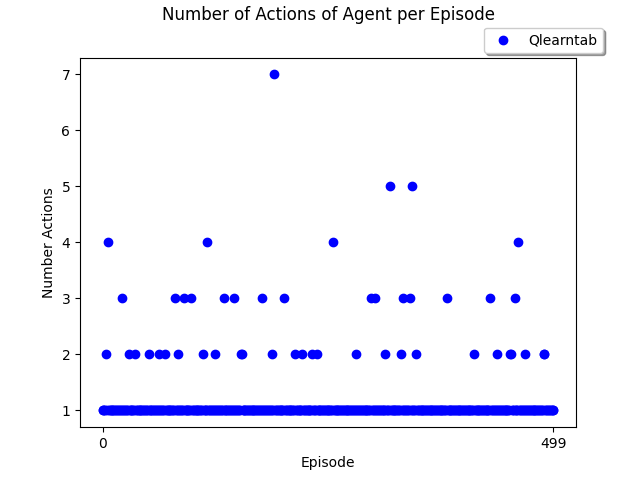 Number of Actions of Agent per Episode
Qlearntab
7
6
5
4
3
2
1
Number Actions
0
499
Episode